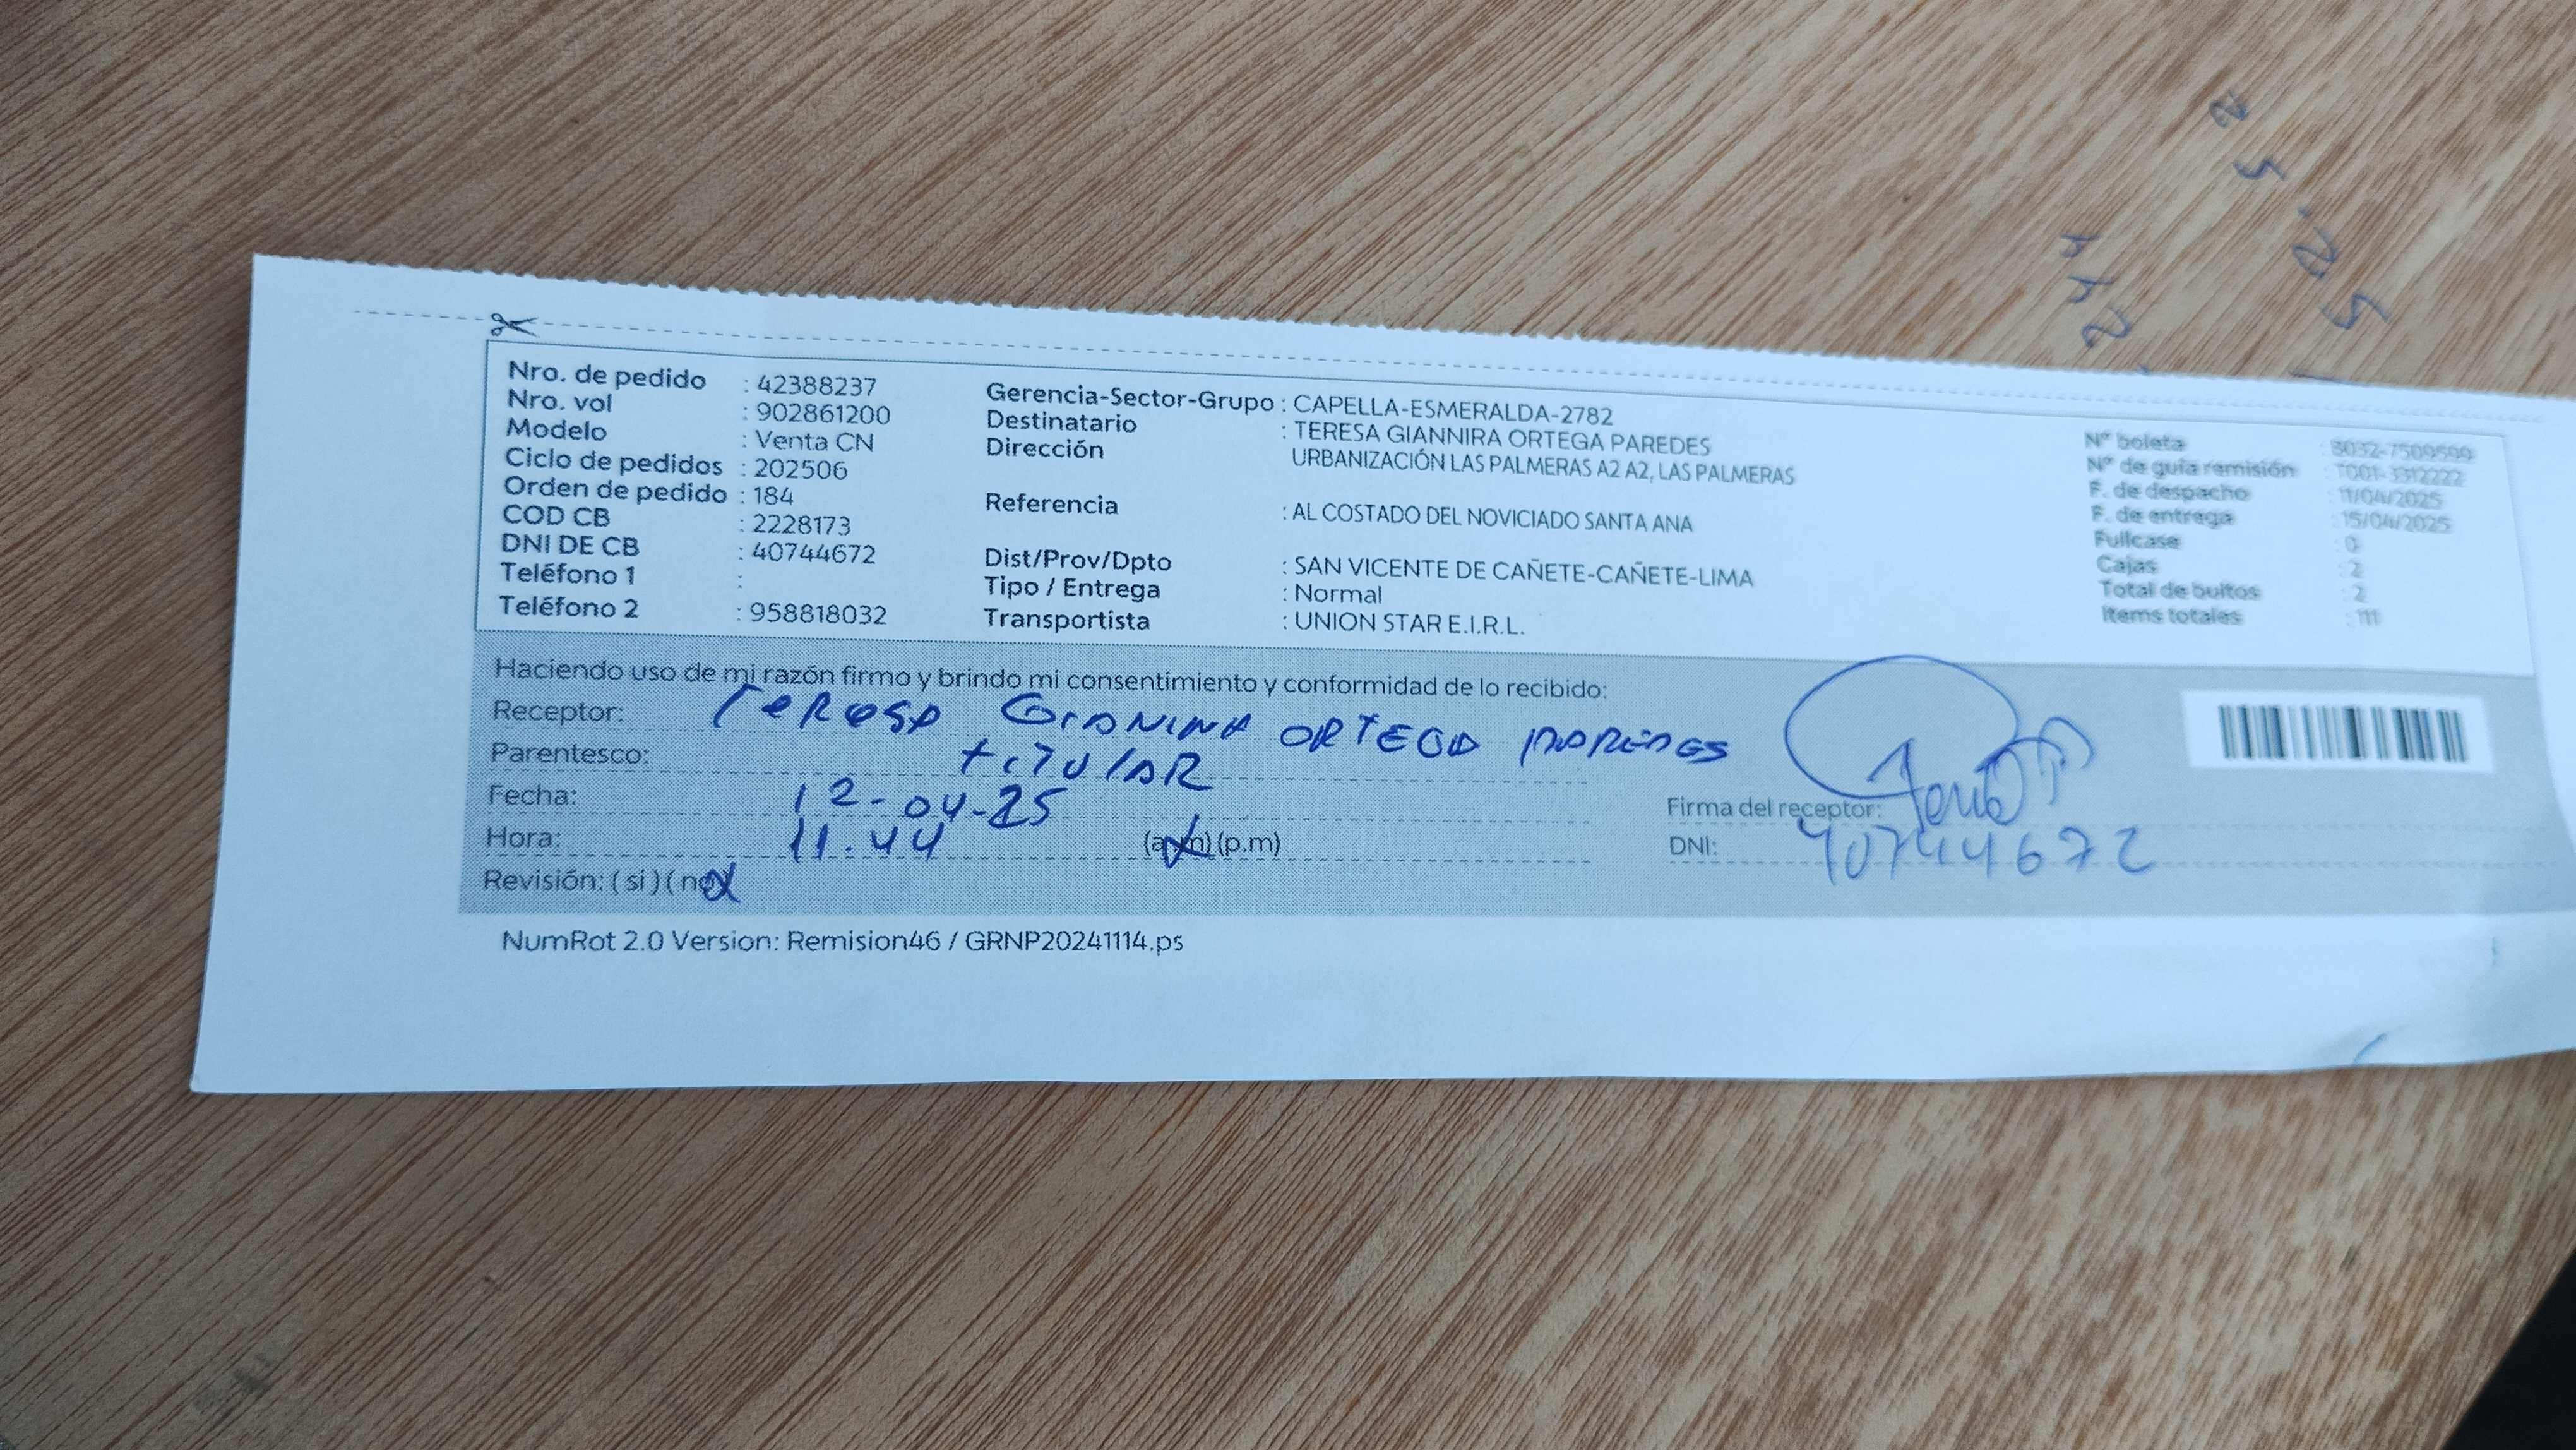 Nro. de pedido : 42388237
Nro. vol : 902861200
Modelo : Venta CN
Ciclo de pedidos : 202506
Orden de pedido : 184
COD CB : 2228173
DNI DE CB : 40744672
Teléfono 1 :
Teléfono 2 : 958818032
Gerencia-Sector-Grupo : CAPELLA-ESMERALDA-2782
Destinatario : TERESA GIANNIRA ORTEGA PAREDES
Dirección URBANIZACIÓN LAS PALMERAS A2 A2, LAS PALMERAS
Referencia : AL COSTADO DEL NOVICIADO SANTA ANA
Dist/Prov/Dpto : SAN VICENTE DE CAÑETE-CAÑETE-LIMA
Tipo / Entrega : Normal
Transportista : UNION STAR E.I.R.L.
N° boleta
N° de guía remisión
F. de despacho : 11/04/2025
F. de entrega : 15/04/2025
Fullcase : 0
Cajas : 2
Total de bultos : 2
Items totales : 111
Haciendo uso de mi razón firmo y brindo mi consentimiento y conformidad de lo recibido:
Receptor: TeResa GIANINA ORTEGA PAREDES
Parentesco: titulAR
Fecha: 12-04-25
Hora: 11.44 (a.m) (p.m)
Revisión: ( si ) ( no )
Firma del receptor:
DNI: 40744672
NumRot 2.0 Version: Remision46 / GRNP20241114.ps